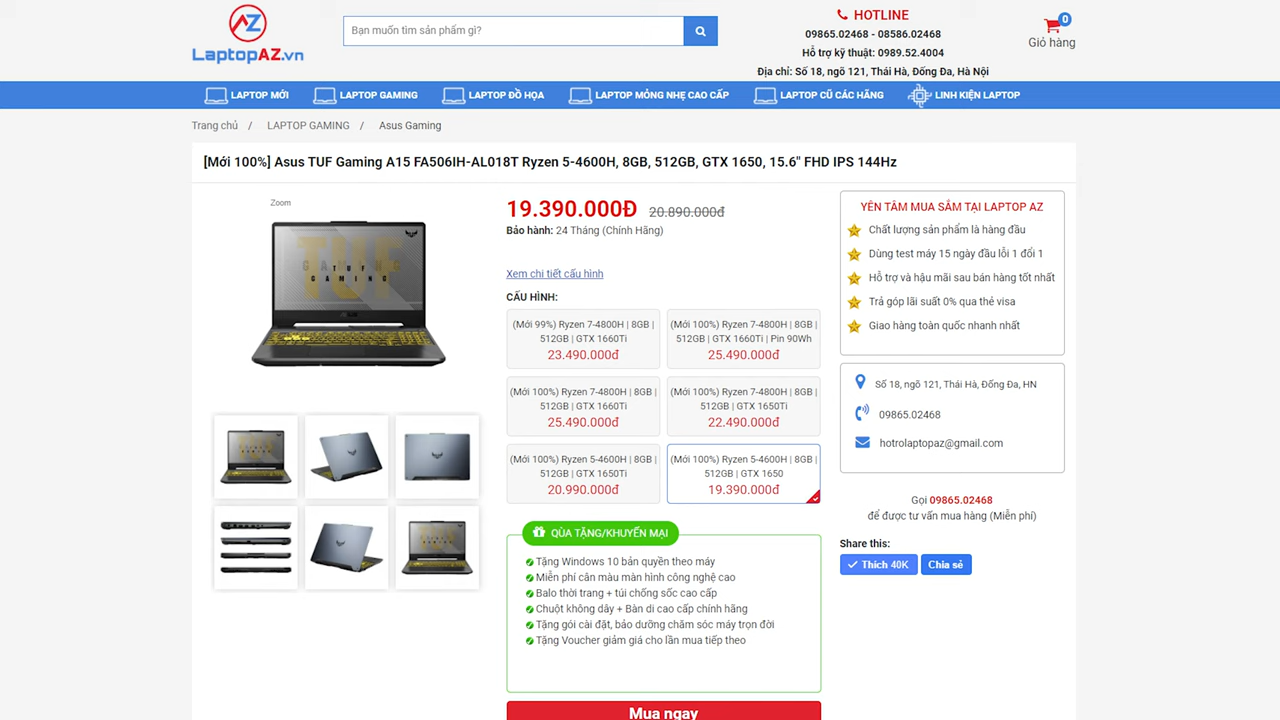 AZ
LaptopAZ.vn
Bạn muốn tìm sản phẩm gì?
HOTLINE
09865.02468 - 08586.02468
Hỗ trợ kỹ thuật: 0989.52.4004
Địa chỉ: Số 18, ngõ 121, Thái Hà, Đống Đa, Hà Nội
0
Giỏ hàng
LAPTOP MỚI
LAPTOP GAMING
LAPTOP ĐỒ HỌA
LAPTOP MỎNG NHẸ CAO CẤP
LAPTOP CŨ CÁC HÃNG
LINH KIỆN LAPTOP
Trang chủ / LAPTOP GAMING / Asus Gaming
[Mới 100%] Asus TUF Gaming A15 FA506IH-AL018T Ryzen 5-4600H, 8GB, 512GB, GTX 1650, 15.6" FHD IPS 144Hz
Zoom
TUF
GAMING
19.390.000Đ 20.890.000đ
Bảo hành: 24 Tháng (Chính Hãng)
Xem chi tiết cấu hình
CẤU HÌNH:
(Mới 99%) Ryzen 7-4800H | 8GB |
512GB | GTX 1660Ti
23.490.000đ
(Mới 100%) Ryzen 7-4800H | 8GB |
512GB | GTX 1660Ti | Pin 90Wh
25.490.000đ
(Mới 100%) Ryzen 7-4800H | 8GB |
512GB | GTX 1660Ti
25.490.000đ
(Mới 100%) Ryzen 7-4800H | 8GB |
512GB | GTX 1650Ti
22.490.000đ
(Mới 100%) Ryzen 5-4600H | 8GB |
512GB | GTX 1650Ti
20.990.000đ
(Mới 100%) Ryzen 5-4600H | 8GB |
512GB | GTX 1650
19.390.000đ
QÙA TẶNG/KHUYẾN MẠI
Tặng Windows 10 bản quyền theo máy
Miễn phí cân màu màn hình công nghệ cao
Balo thời trang + túi chống sốc cao cấp
Chuột không dây + Bàn di cao cấp chính hãng
Tặng gói cài đặt, bảo dưỡng chăm sóc máy trọn đời
Tặng Voucher giảm giá cho lần mua tiếp theo
Mua ngay
YÊN TÂM MUA SẮM TẠI LAPTOP AZ
Chất lượng sản phẩm là hàng đầu
Dùng test máy 15 ngày đầu lỗi 1 đổi 1
Hỗ trợ và hậu mãi sau bán hàng tốt nhất
Trả góp lãi suất 0% qua thẻ visa
Giao hàng toàn quốc nhanh nhất
Số 18, ngõ 121, Thái Hà, Đống Đa, HN
09865.02468
hotrolaptopaz@gmail.com
Gọi 09865.02468
để được tư vấn mua hàng (Miễn phí)
Share this:
Thích 40K
Chia sẻ